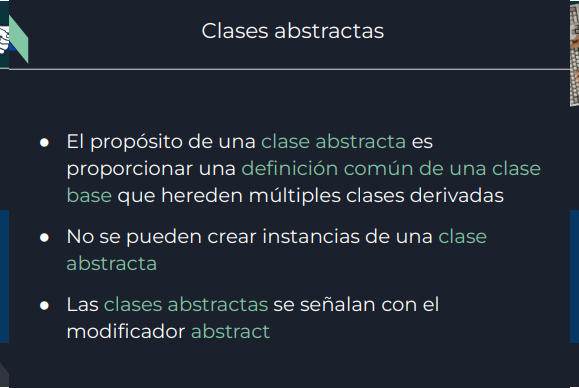 Clases abstractas
● El propósito de una clase abstracta es
proporcionar una definición común de una clase
base que hereden múltiples clases derivadas
● No se pueden crear instancias de una clase
abstracta
● Las clases abstractas se señalan con el
modificador abstract